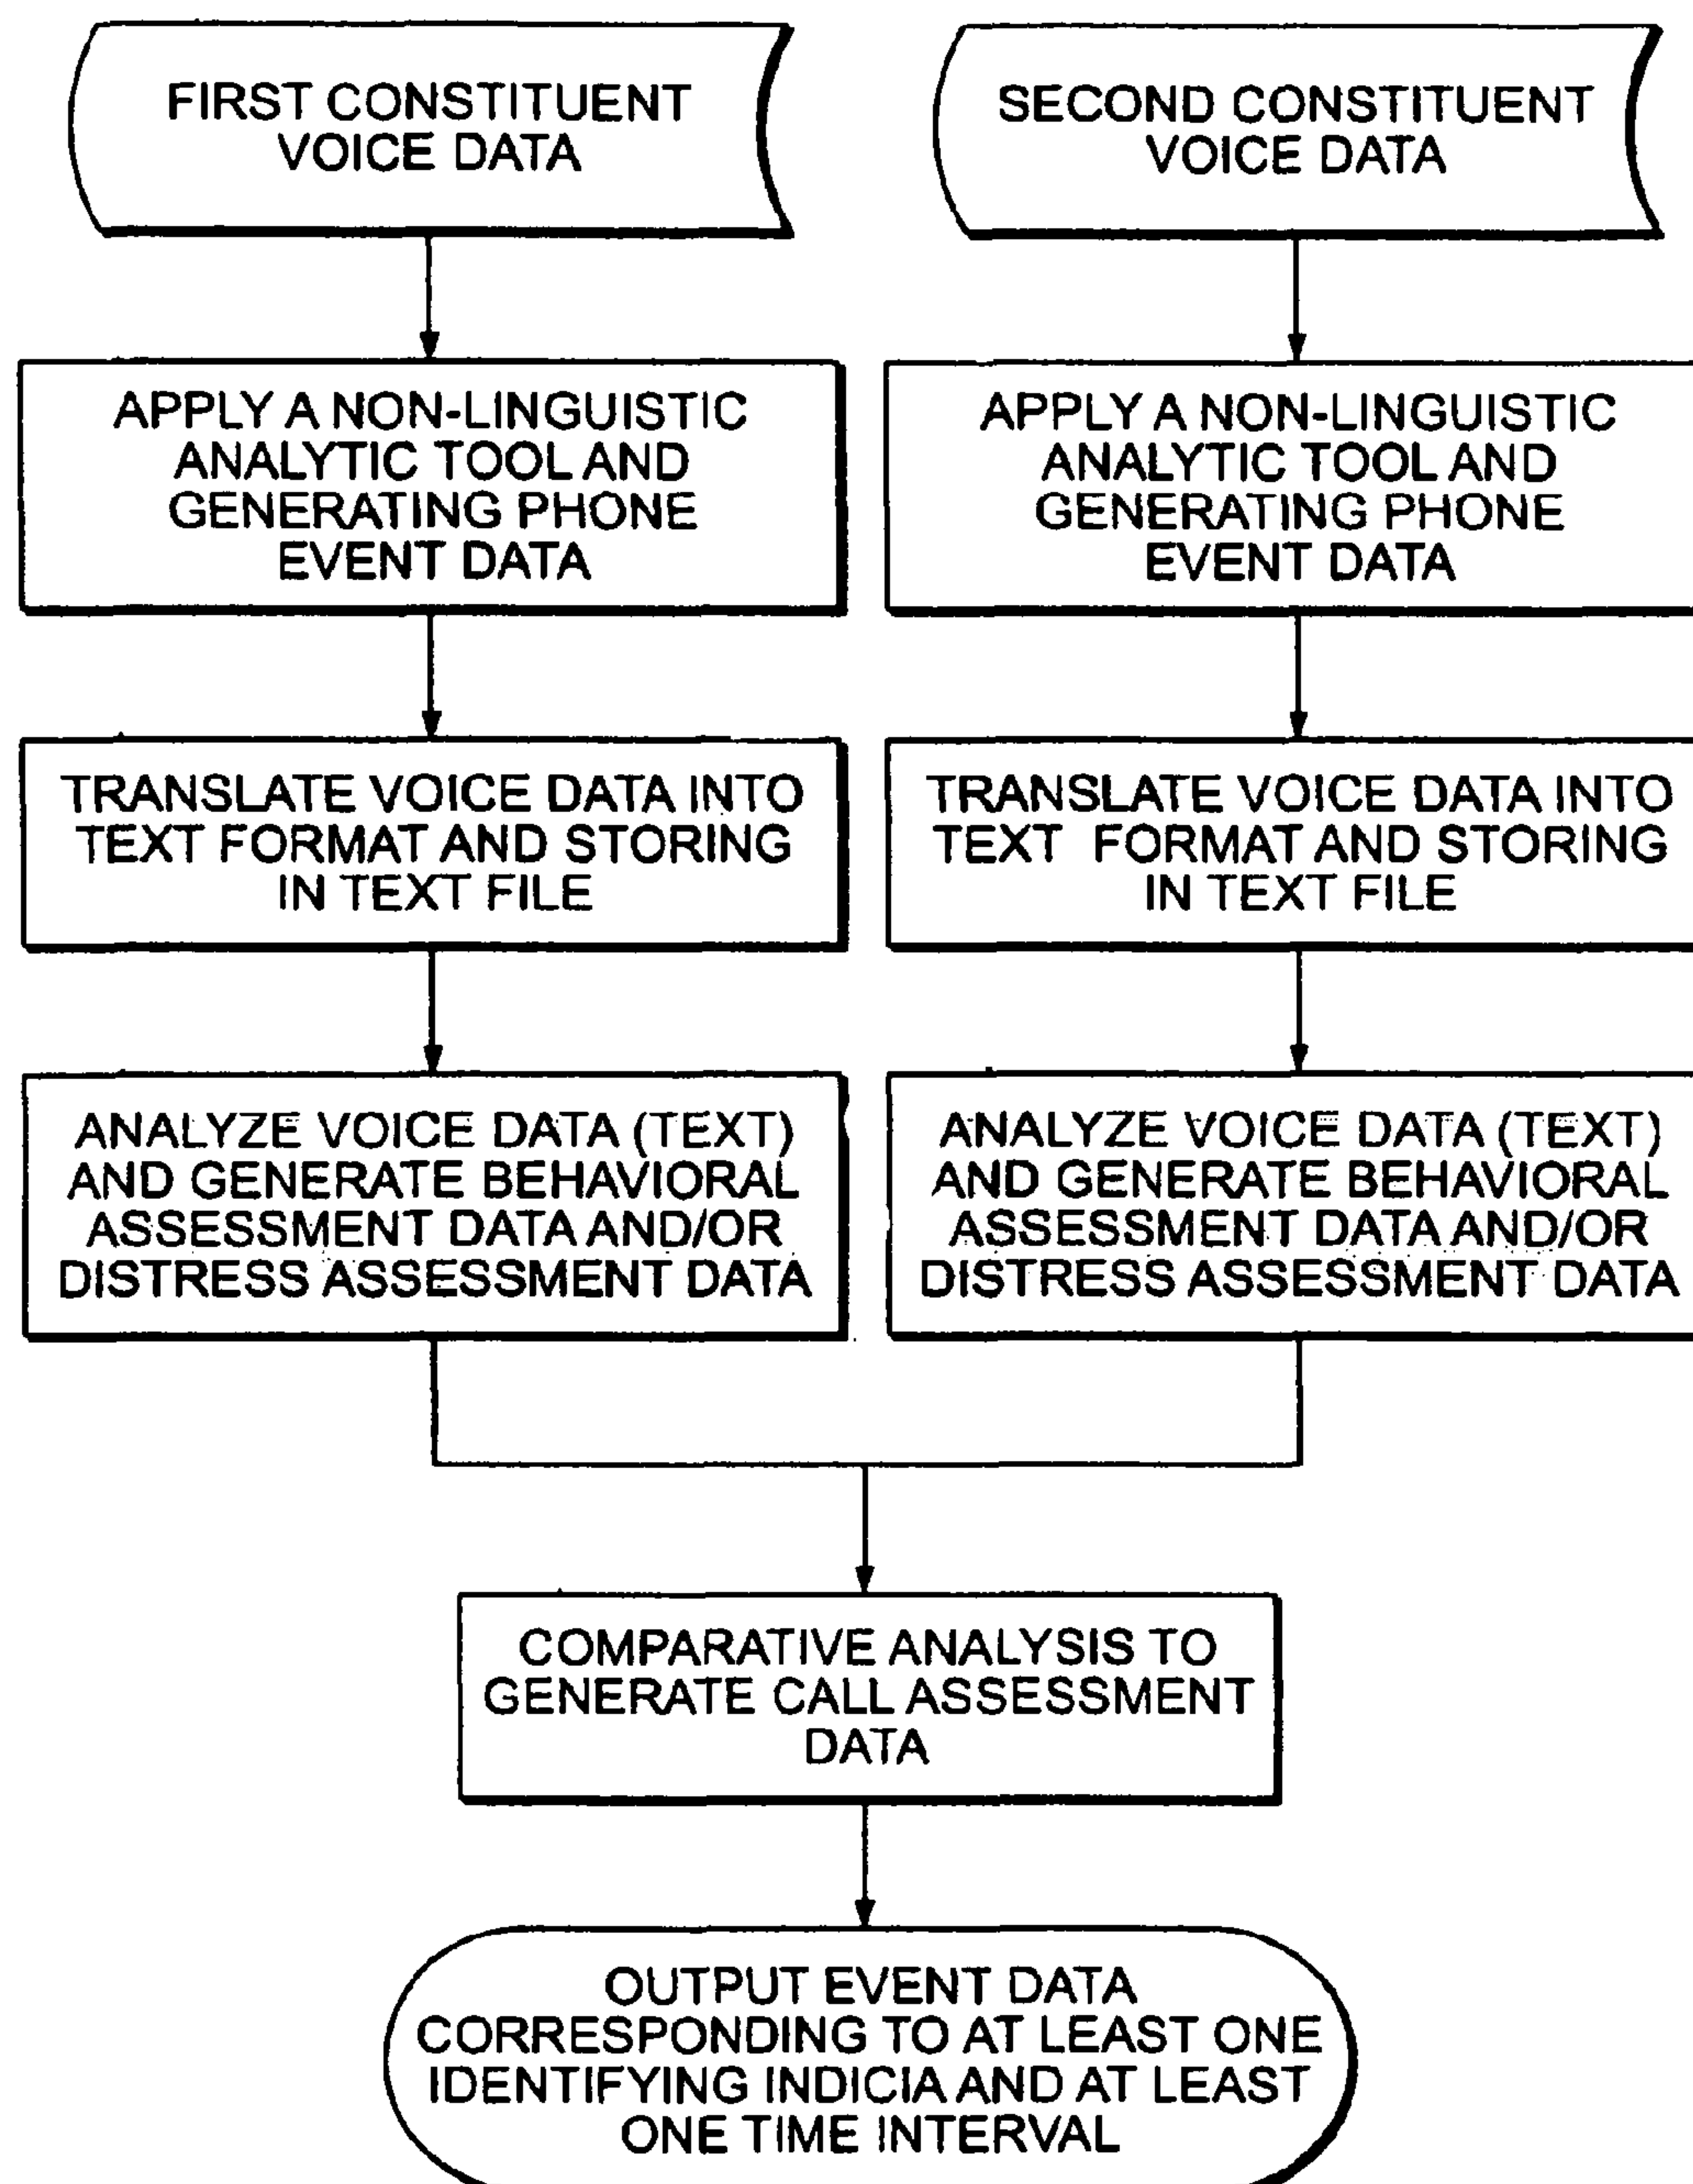 FIRST CONSTITUENT
VOICE DATA
SECOND CONSTITUENT
VOICE DATA
APPLY A NON-LINGUISTIC
ANALYTIC TOOL AND
GENERATING PHONE
EVENT DATA
APPLY A NON-LINGUISTIC
ANALYTIC TOOL AND
GENERATING PHONE
EVENT DATA
TRANSLATE VOICE DATA INTO
TEXT FORMAT AND STORING
IN TEXT FILE
TRANSLATE VOICE DATA INTO
TEXT FORMAT AND STORING
IN TEXT FILE
ANALYZE VOICE DATA (TEXT)
AND GENERATE BEHAVIORAL
ASSESSMENT DATA AND/OR
DISTRESS ASSESSMENT DATA
ANALYZE VOICE DATA (TEXT)
AND GENERATE BEHAVIORAL
ASSESSMENT DATA AND/OR
DISTRESS ASSESSMENT DATA
COMPARATIVE ANALYSIS TO
GENERATE CALL ASSESSMENT
DATA
OUTPUT EVENT DATA
CORRESPONDING TO AT LEAST ONE
IDENTIFYING INDICIA AND AT LEAST
ONE TIME INTERVAL